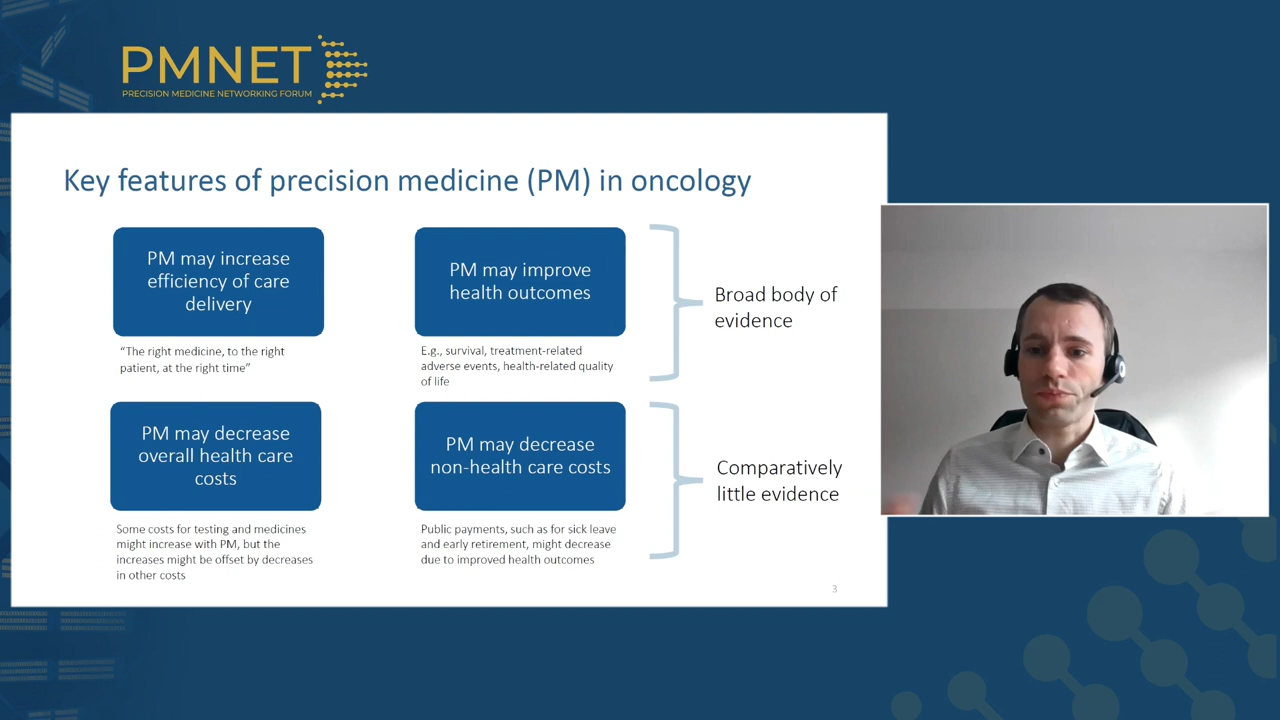 PMNET
PRECISION MEDICINE NETWORKING FORUM
Key features of precision medicine (PM) in oncology
PM may increase
efficiency of care
delivery
“The right medicine, to the right
patient, at the right time”
PM may improve
health outcomes
E.g., survival, treatment-related
adverse events, health-related quality
of life
Broad body of
evidence
PM may decrease
overall health care
costs
Some costs for testing and medicines
might increase with PM, but the
increases might be offset by decreases
in other costs
PM may decrease
non-health care costs
Public payments, such as for sick leave
and early retirement, might decrease
due to improved health outcomes
Comparatively
little evidence
3